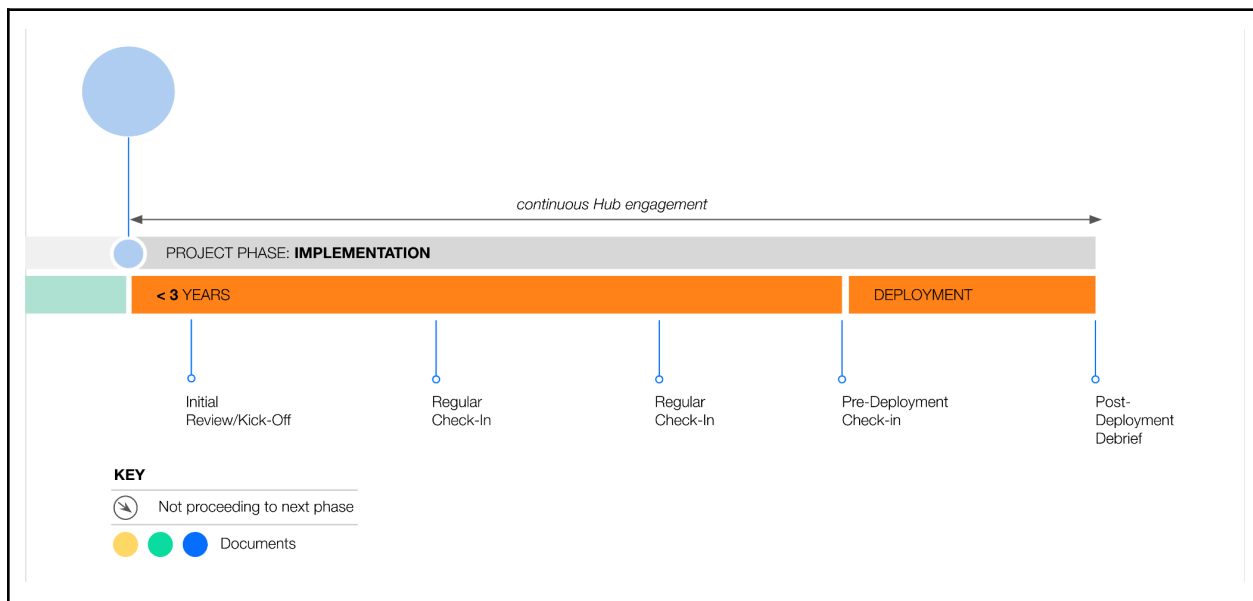 continuous Hub engagement
PROJECT PHASE: IMPLEMENTATION
< 3 YEARS
DEPLOYMENT
Initial
Review/Kick-Off
Regular
Check-In
Regular
Check-In
Pre-Deployment
Check-in
Post-
Deployment
Debrief
KEY
Not proceeding to next phase
Documents